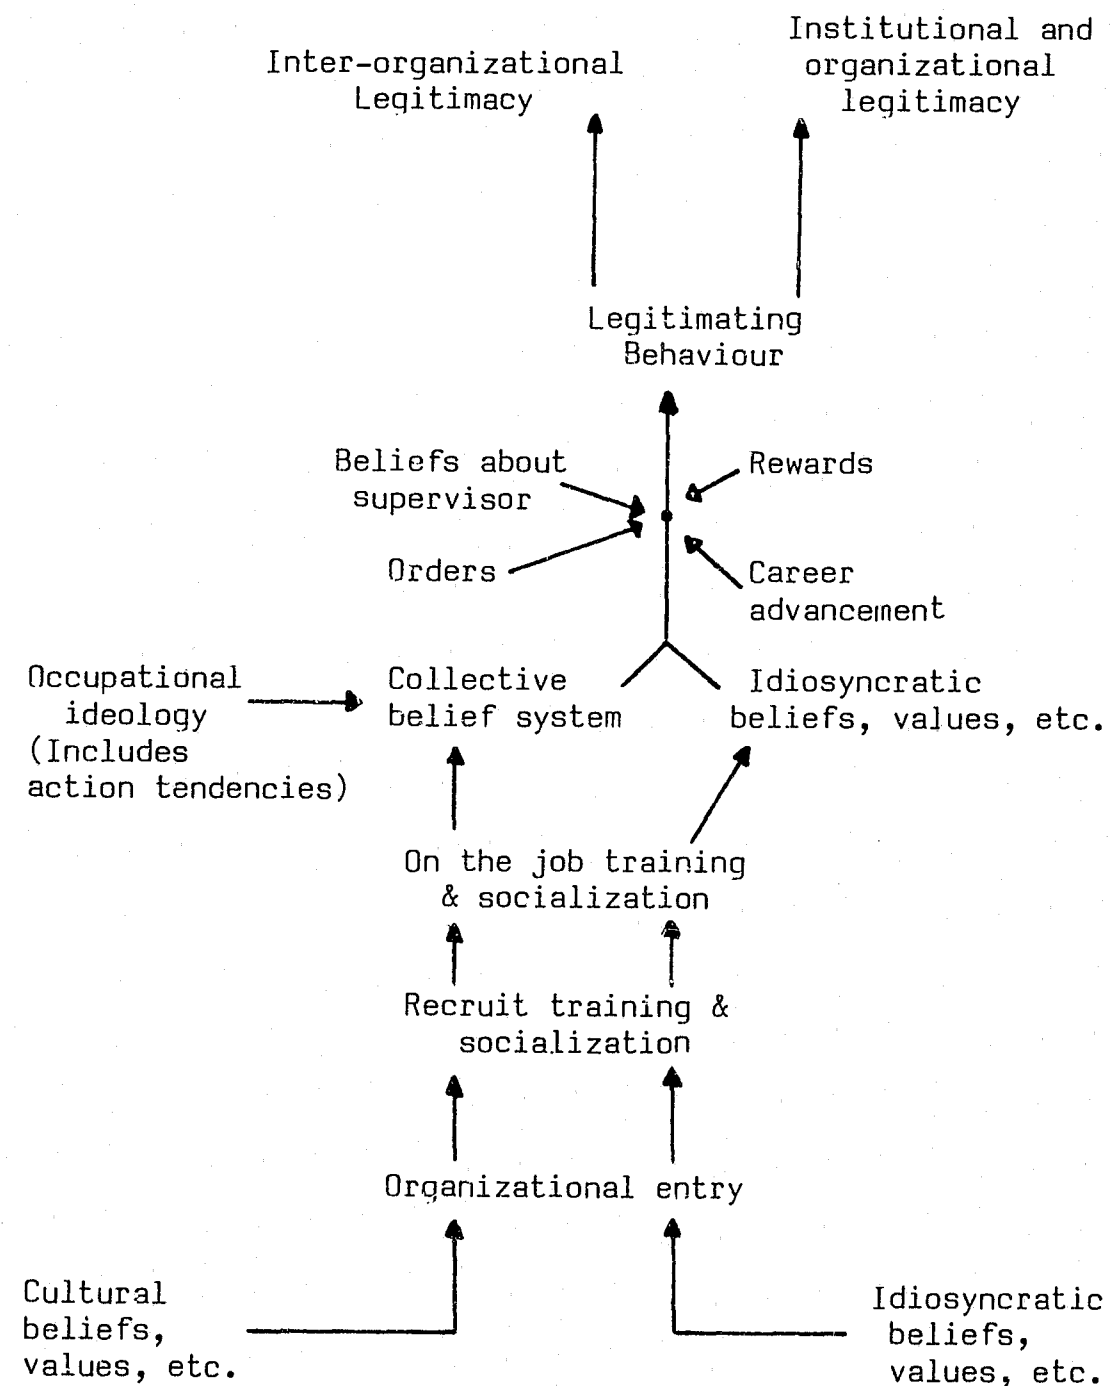 Inter-organizational
Legitimacy
Institutional and
organizational
legitimacy
Legitimating
Behaviour
Beliefs about
supervisor
Rewards
Orders
Career
advancement
Occupational
ideology
(Includes
action tendencies)
Collective
belief system
Idiosyncratic
beliefs, values, etc.
On the job training
& socialization
Recruit training &
socialization
Organizational entry
Cultural
beliefs,
values, etc.
Idiosyncratic
beliefs,
values, etc.